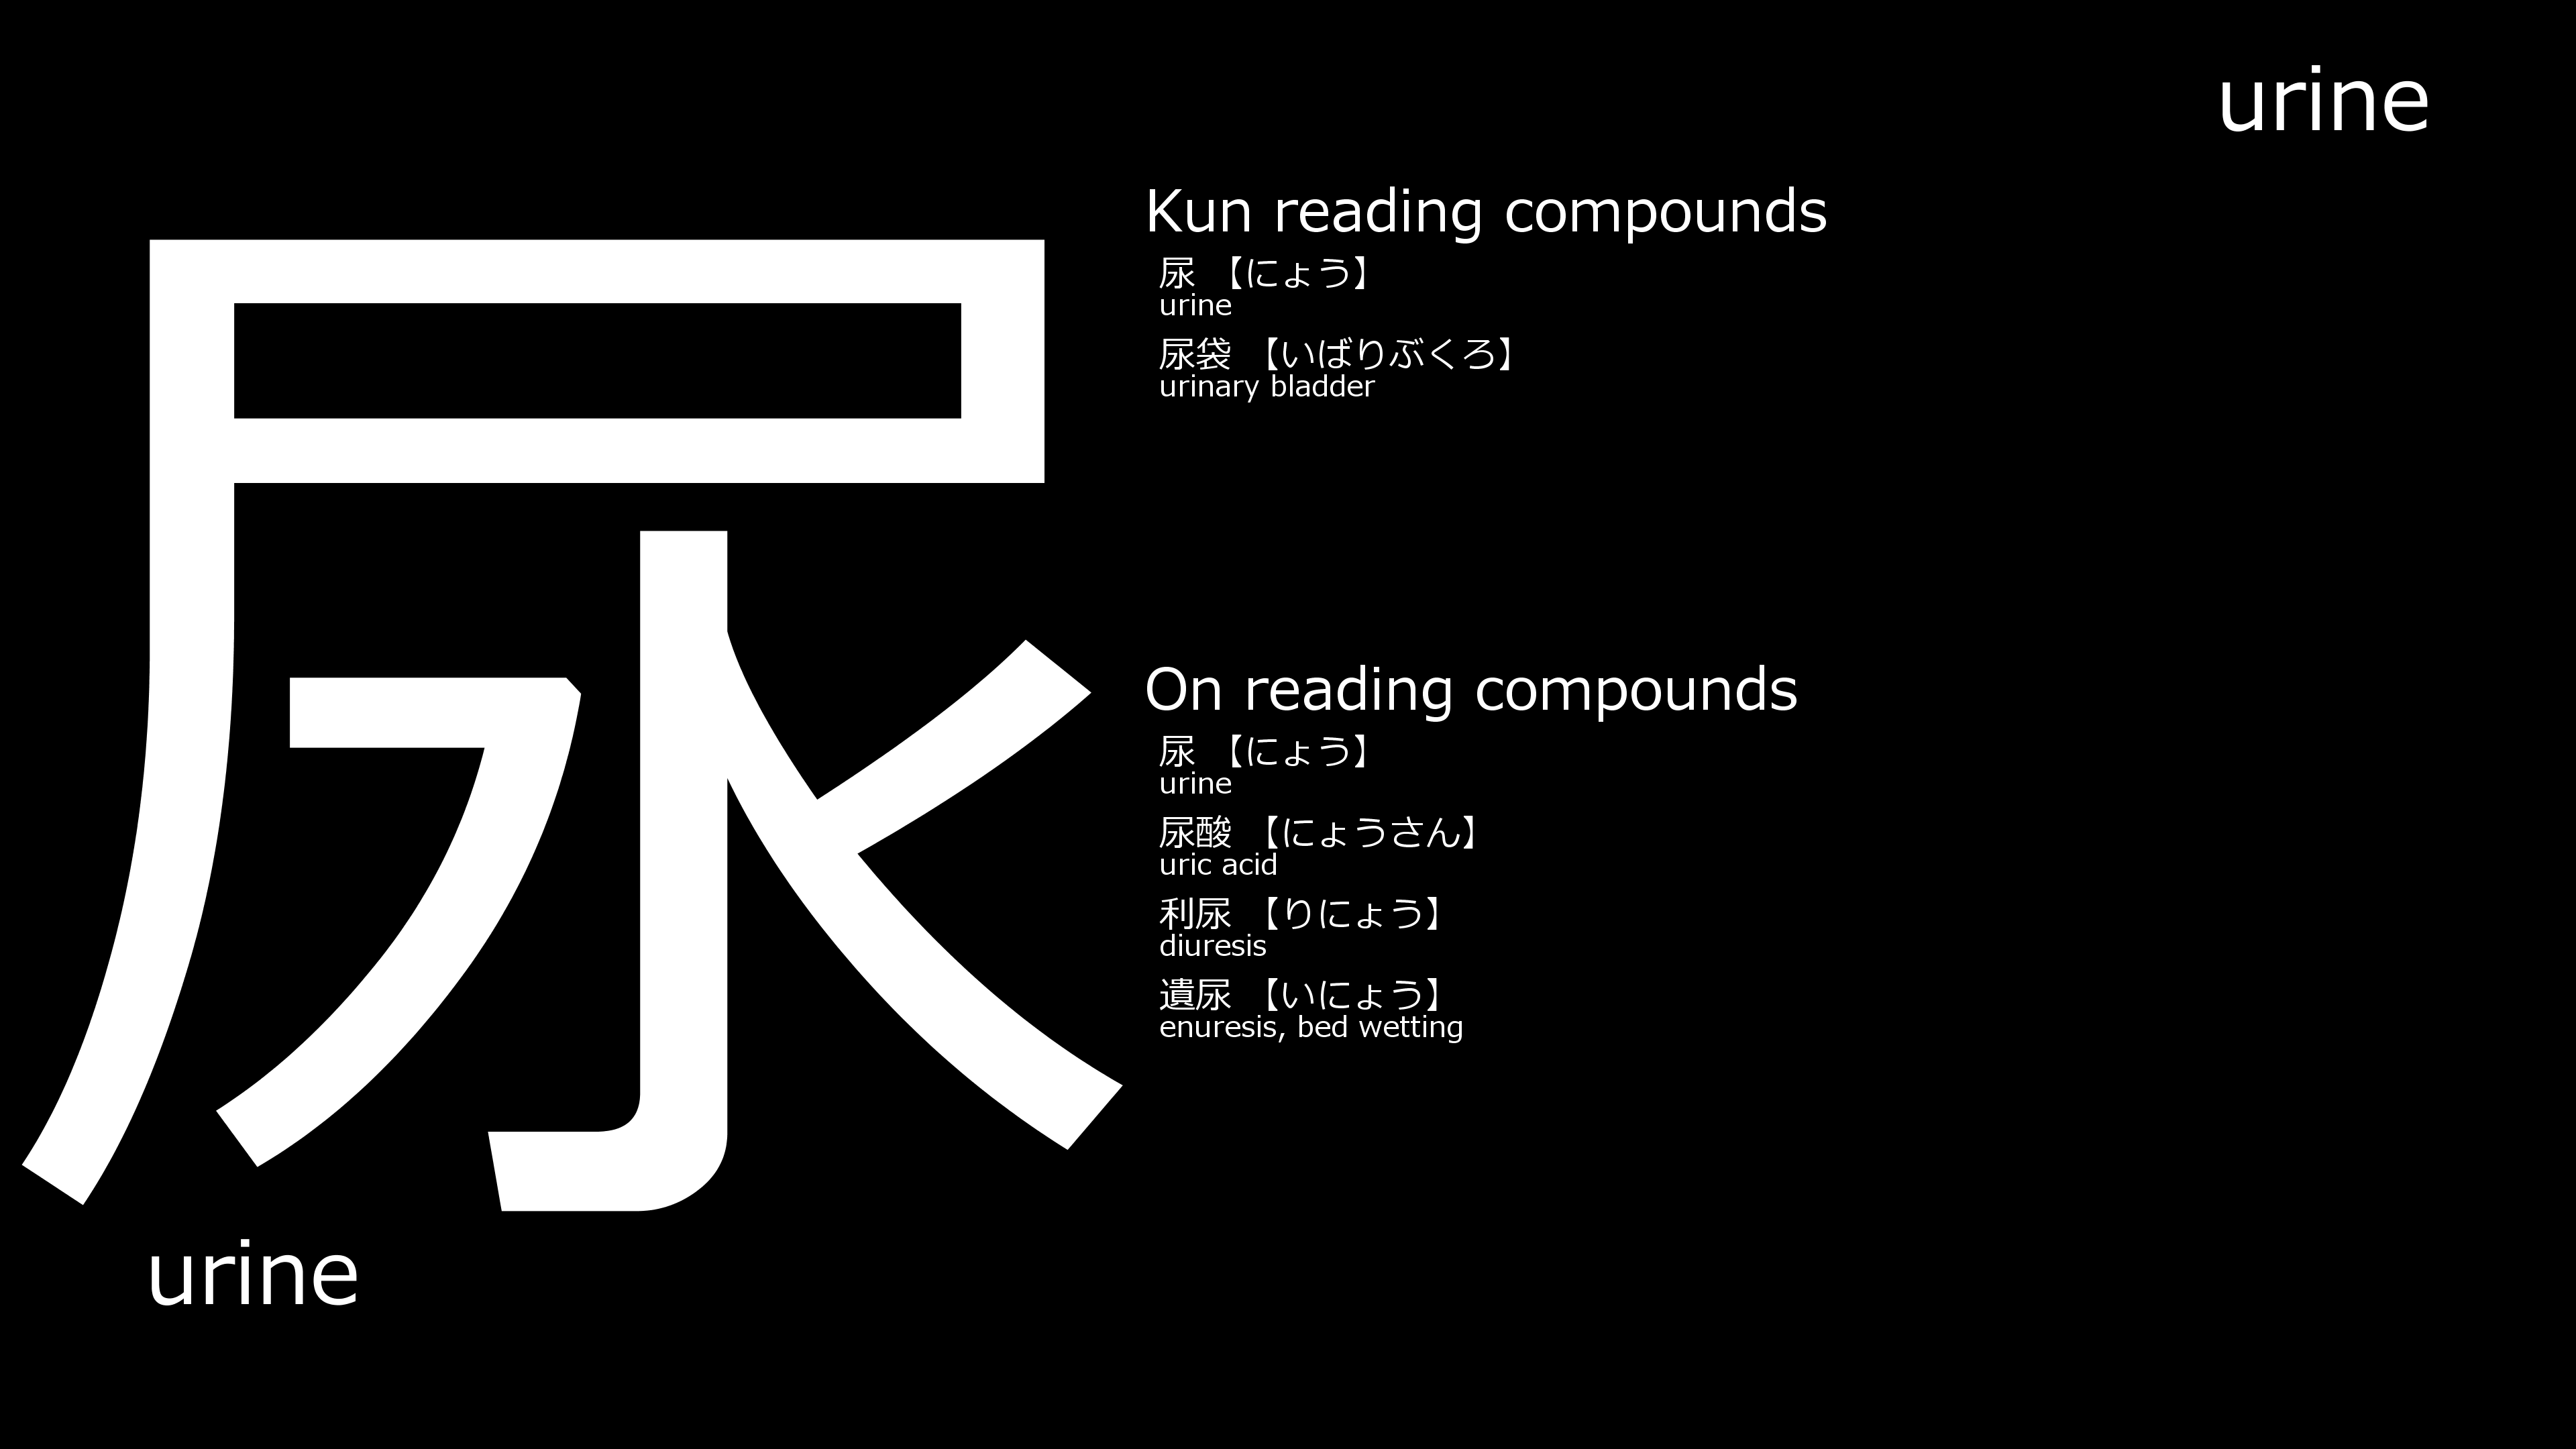 urine
尿
urine
Kun reading compounds
尿 【にょう】
urine
尿袋 【いばりぶくろ】
urinary bladder
On reading compounds
尿 【にょう】
urine
尿酸 【にょうさん】
uric acid
利尿 【りにょう】
diuresis
遺尿 【いにょう】
enuresis, bed wetting